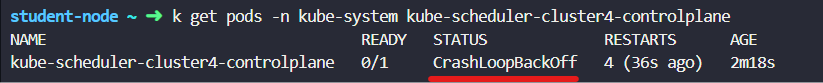 student-node ~ ➜ k get pods -n kube-system kube-scheduler-cluster4-controlplane
NAME READY STATUS RESTARTS AGE
kube-scheduler-cluster4-controlplane 0/1 CrashLoopBackOff 4 (36s ago) 2m18s